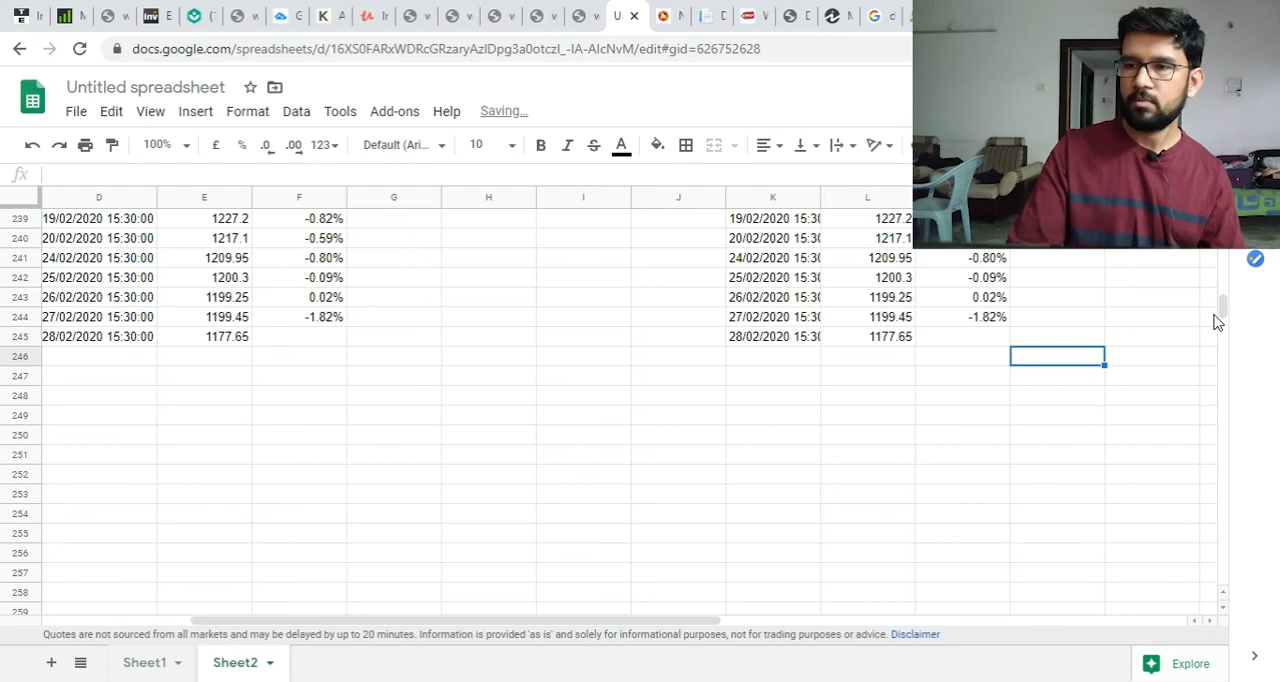 Ir M Inv E (' v G K A Ir v v v v v U N D V D M d
docs.google.com/spreadsheets/d/16XS0FARxWDRcGRzaryAzlDpg3a0otczI_-IA-AlcNvM/edit#gid=626752628
Untitled spreadsheet
File Edit View Insert Format Data Tools Add-ons Help Saving...
100% £ % .0 .00 123 Default (Ari... 10 B I S A
fx
D E F G H I J K L
239 19/02/2020 15:30:00 1227.2 -0.82% 19/02/2020 15:30 1227.2
240 20/02/2020 15:30:00 1217.1 -0.59% 20/02/2020 15:30 1217.1
241 24/02/2020 15:30:00 1209.95 -0.80% 24/02/2020 15:30 1209.95 -0.80%
242 25/02/2020 15:30:00 1200.3 -0.09% 25/02/2020 15:30 1200.3 -0.09%
243 26/02/2020 15:30:00 1199.25 0.02% 26/02/2020 15:30 1199.25 0.02%
244 27/02/2020 15:30:00 1199.45 -1.82% 27/02/2020 15:30 1199.45 -1.82%
245 28/02/2020 15:30:00 1177.65 28/02/2020 15:30 1177.65
246
247
248
249
250
251
252
253
254
255
256
257
258
259
Quotes are not sourced from all markets and may be delayed by up to 20 minutes. Information is provided 'as is' and solely for informational purposes, not for trading purposes or advice. Disclaimer
Sheet1 Sheet2 Explore